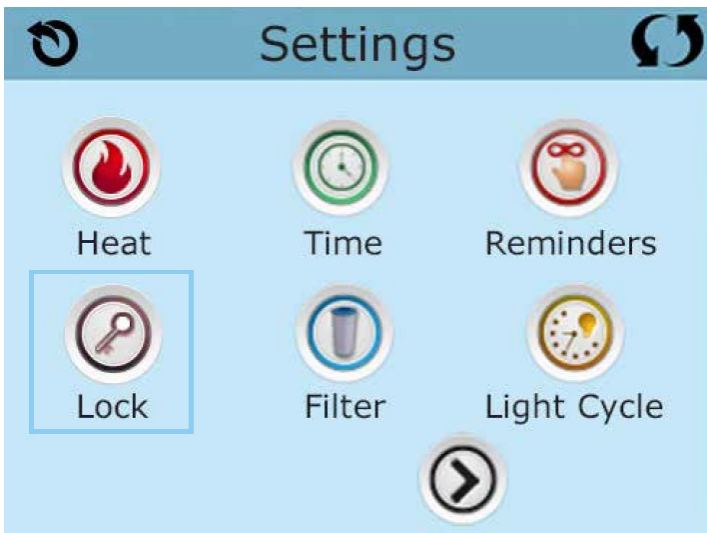 Settings
Heat
Time
Reminders
Lock
Filter
Light Cycle